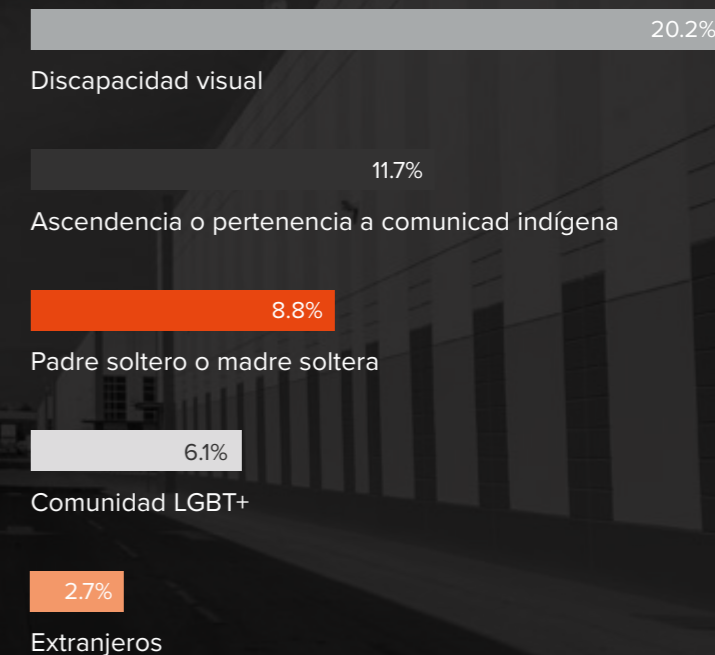 20.2%
Discapacidad visual
11.7%
Ascendencia o pertenencia a comunicad indígena
8.8%
Padre soltero o madre soltera
6.1%
Comunidad LGBT+
2.7%
Extranjeros